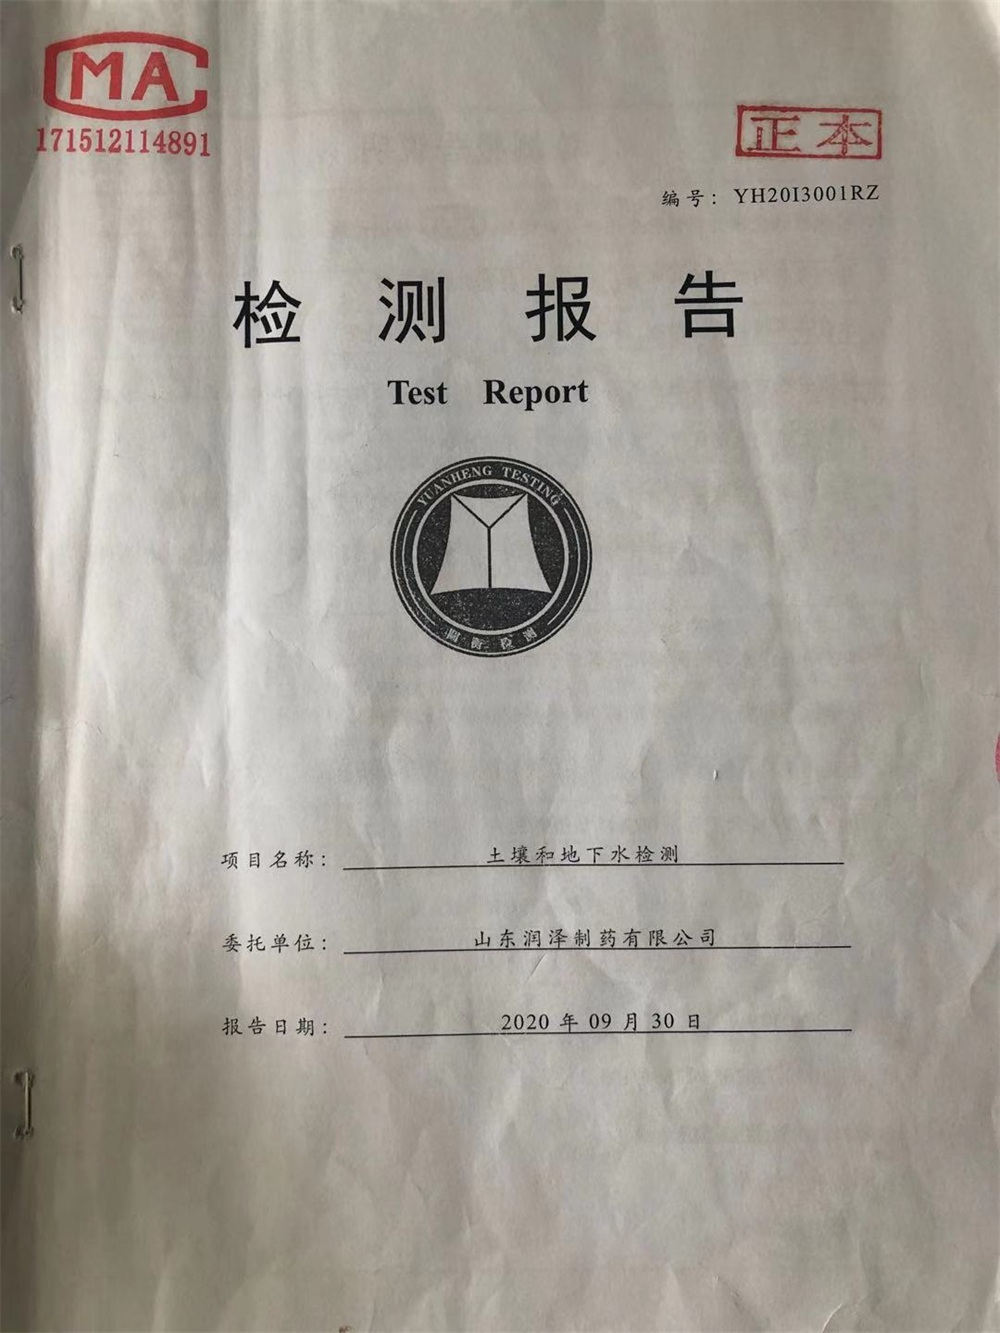 MA
171512114891
正本
编号：YH20I3001RZ
检测报告
Test Report
YUANHENG TESTING
衡检测
项目名称：土壤和地下水检测
委托单位：山东润泽制药有限公司
报告日期：2020 年 09 月 30 日